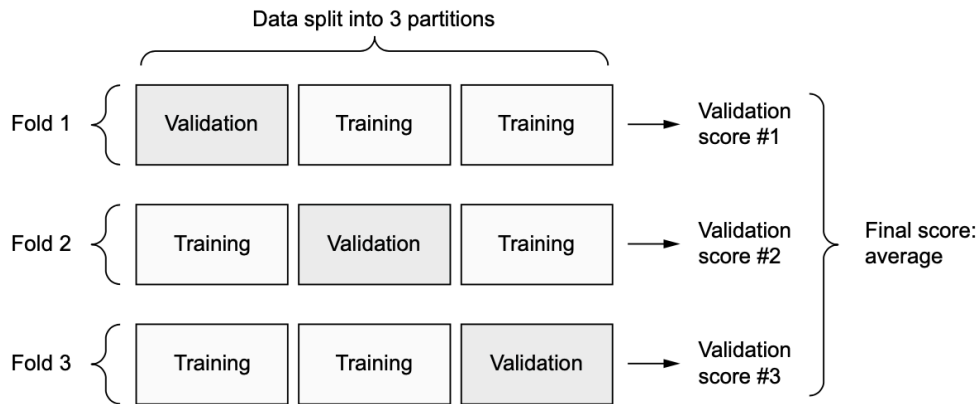 Data split into 3 partitions
Fold 1
Validation
Training
Training
Validation
score #1
Fold 2
Training
Validation
Training
Validation
score #2
Final score:
average
Fold 3
Training
Training
Validation
Validation
score #3